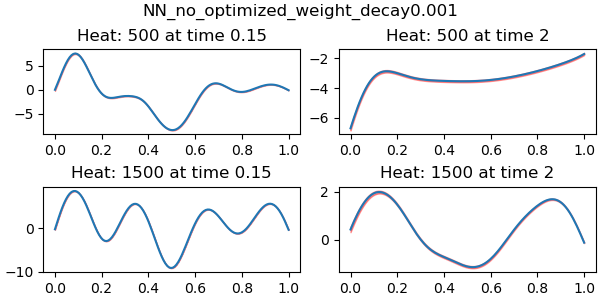 NN_no_optimized_weight_decay0.001
Heat: 500 at time 0.15
Heat: 500 at time 2
5
0
−5
0.0 0.2 0.4 0.6 0.8 1.0
−2
−4
−6
0.0 0.2 0.4 0.6 0.8 1.0
Heat: 1500 at time 0.15
Heat: 1500 at time 2
0
−10
0.0 0.2 0.4 0.6 0.8 1.0
2
0
0.0 0.2 0.4 0.6 0.8 1.0